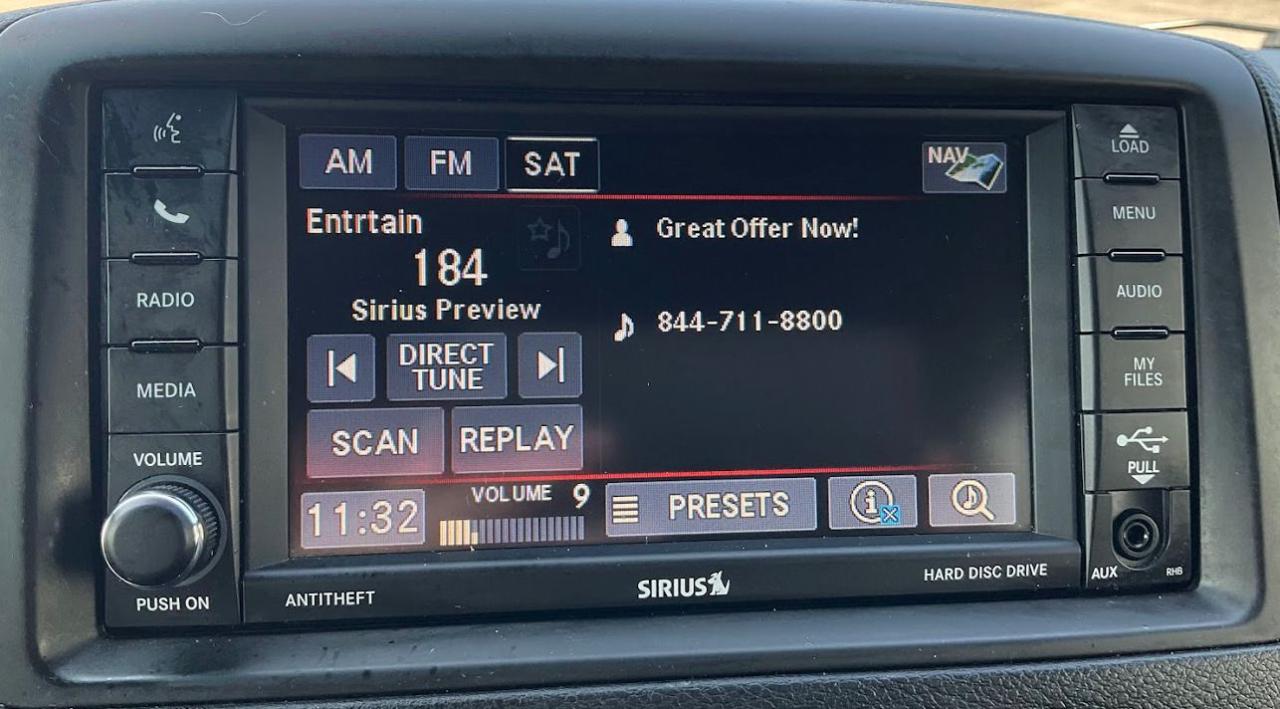 AM
FM
SAT
NAV
Entrtain
184
Sirius Preview
Great Offer Now!
844-711-8800
DIRECT
TUNE
SCAN
REPLAY
11:32
VOLUME 9
PRESETS
RADIO
MEDIA
VOLUME
PUSH ON
ANTITHEFT
SIRIUS
HARD DISC DRIVE
LOAD
MENU
AUDIO
MY
FILES
PULL
AUX
RHB